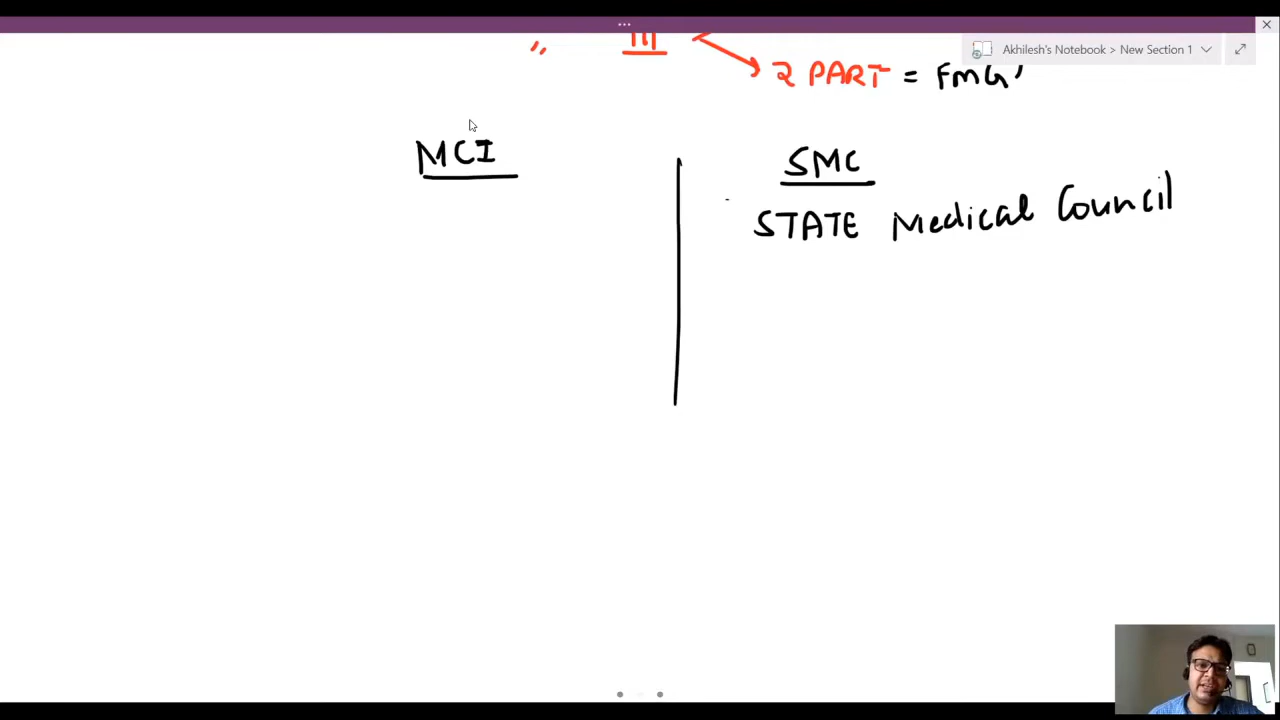 Akhilesh's Notebook > New Section 1
2 PART = FMG'
MCI
SMC
STATE Medical Council